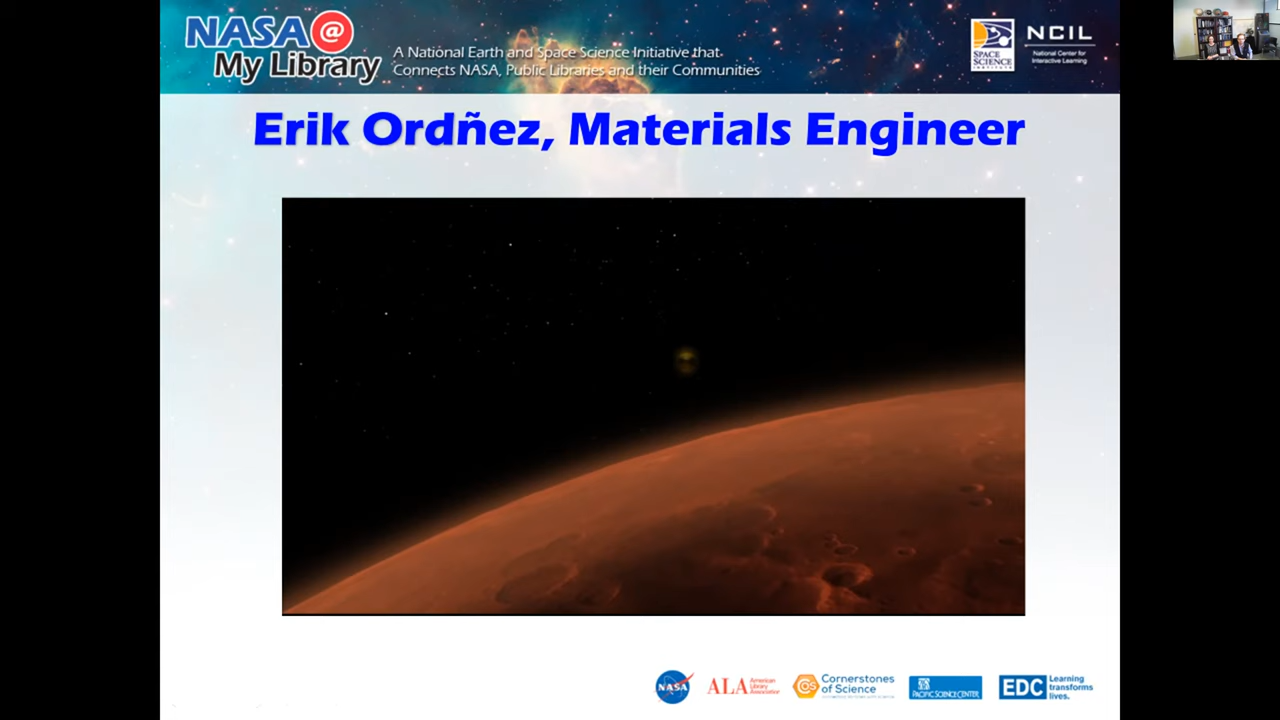 NASA @
My Library
A National Earth and Space Science Initiative that
Connects NASA, Public Libraries and their Communities
SPACE
SCIENCE
INSTITUTE
NCIL
National Center for
Interactive Learning
Erik Ordñez, Materials Engineer
NASA
ALA American
Library
Association
COS
Cornerstones
of Science
PACIFIC SCIENCE CENTER
EDC
Learning
transforms
lives.